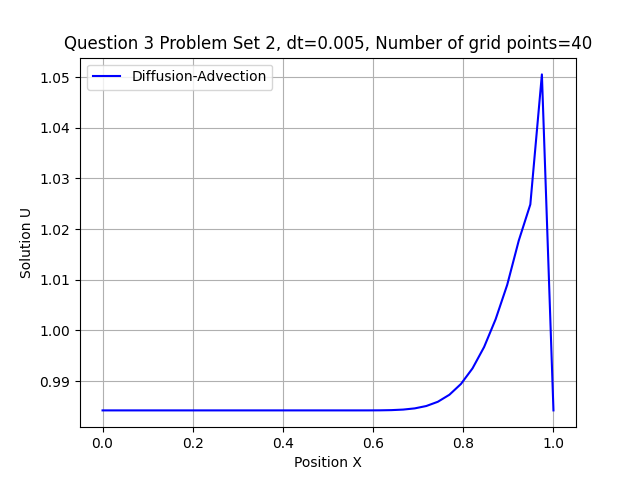 Question 3 Problem Set 2, dt=0.005, Number of grid points=40
Diffusion-Advection
1.05
1.04
1.03
1.02
1.01
1.00
0.99
Solution U
0.0 0.2 0.4 0.6 0.8 1.0
Position X